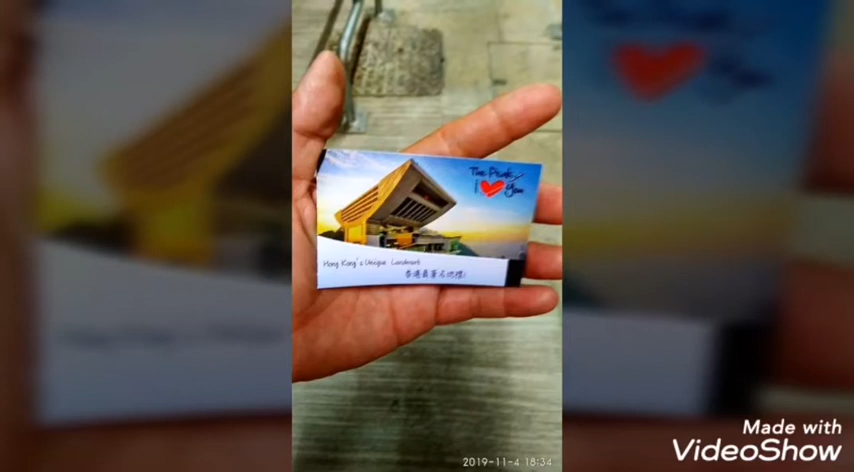 The Peak
I ❤ You
Hong Kong's Unique Landmark
香港最著名地標!
2019-11-4 18:34
Made with
VideoShow